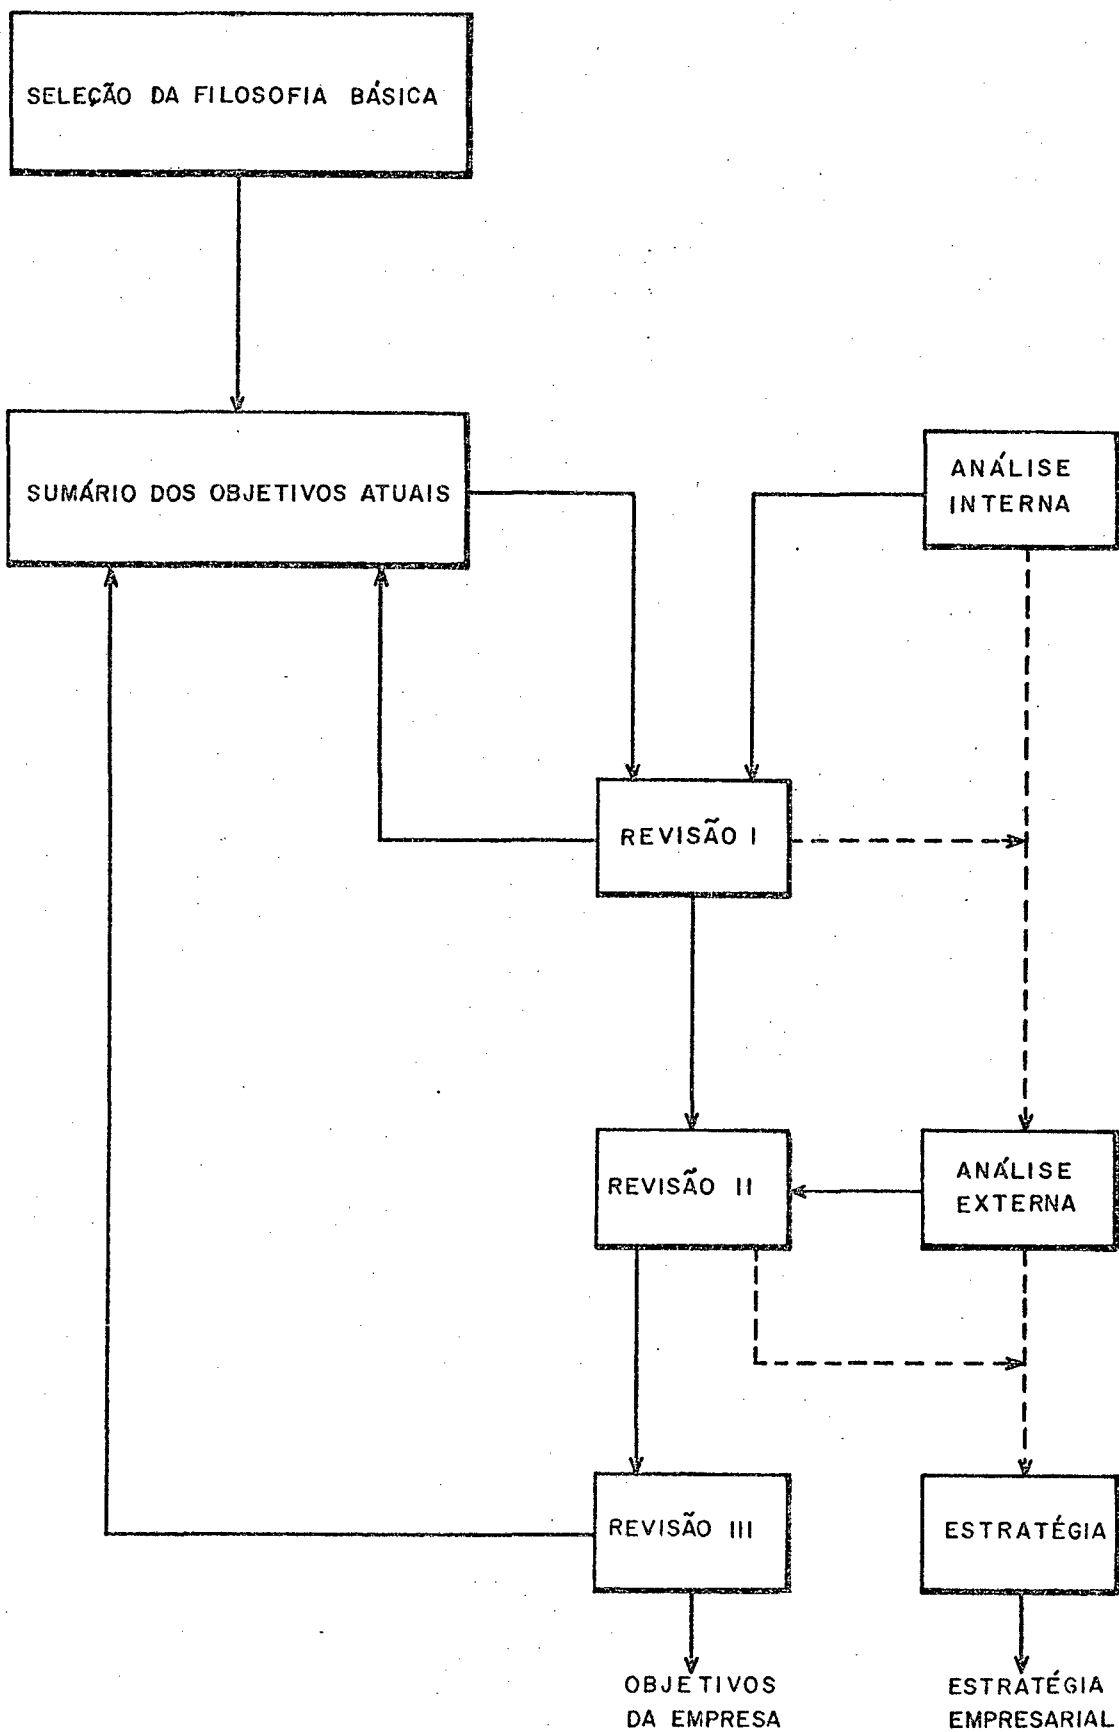 SELEÇÃO DA FILOSOFIA BÁSICA
SUMÁRIO DOS OBJETIVOS ATUAIS
ANÁLISE
INTERNA
REVISÃO I
REVISÃO II
ANÁLISE
EXTERNA
REVISÃO III
ESTRATÉGIA
OBJETIVOS
DA EMPRESA
ESTRATÉGIA
EMPRESARIAL